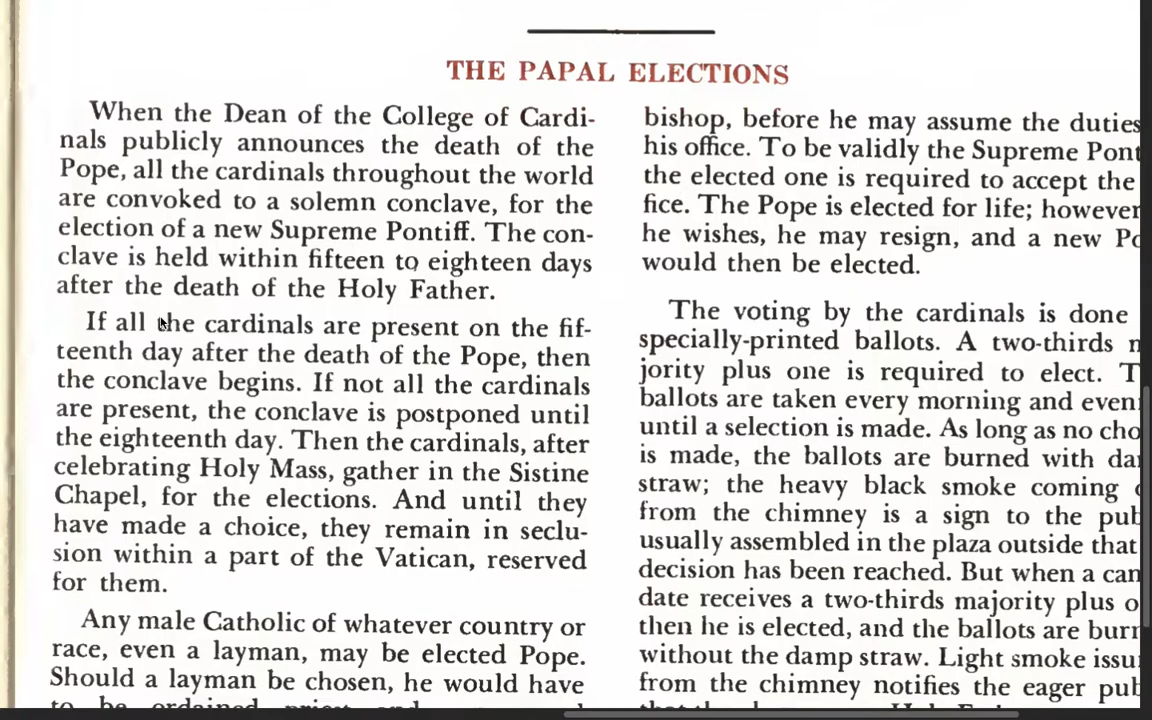 THE PAPAL ELECTIONS
When the Dean of the College of Cardi-
nals publicly announces the death of the
Pope, all the cardinals throughout the world
are convoked to a solemn conclave, for the
election of a new Supreme Pontiff. The con-
clave is held within fifteen to eighteen days
after the death of the Holy Father.
If all the cardinals are present on the fif-
teenth day after the death of the Pope, then
the conclave begins. If not all the cardinals
are present, the conclave is postponed until
the eighteenth day. Then the cardinals, after
celebrating Holy Mass, gather in the Sistine
Chapel, for the elections. And until they
have made a choice, they remain in seclu-
sion within a part of the Vatican, reserved
for them.
Any male Catholic of whatever country or
race, even a layman, may be elected Pope.
Should a layman be chosen, he would have
to be ordained priest and
bishop, before he may assume the duties
his office. To be validly the Supreme Pont
the elected one is required to accept the
fice. The Pope is elected for life; however
he wishes, he may resign, and a new Po
would then be elected.
The voting by the cardinals is done
specially-printed ballots. A two-thirds m
jority plus one is required to elect. T
ballots are taken every morning and even
until a selection is made. As long as no cho
is made, the ballots are burned with da
straw; the heavy black smoke coming
from the chimney is a sign to the pub
usually assembled in the plaza outside that
decision has been reached. But when a can
date receives a two-thirds majority plus o
then he is elected, and the ballots are burn
without the damp straw. Light smoke issu
from the chimney notifies the eager pub